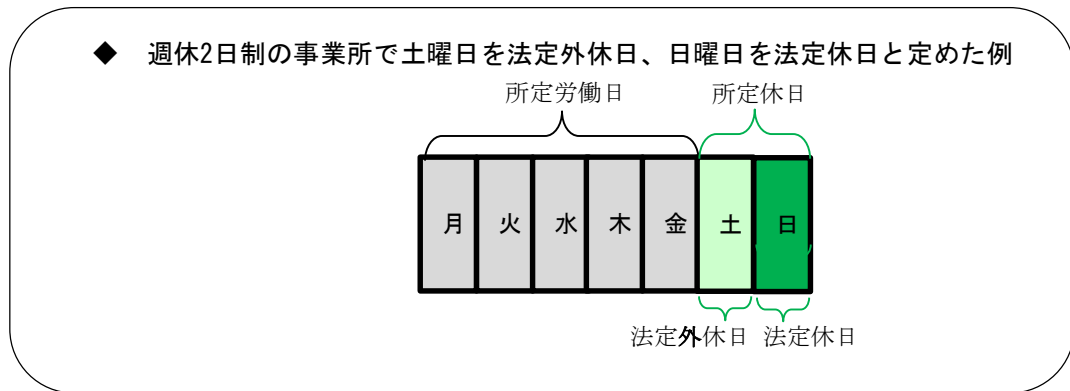 ◆ 週休2日制の事業所で土曜日を法定外休日、日曜日を法定休日と定めた例
所定労働日 所定休日
月 火 水 木 金 土 日
法定外休日 法定休日